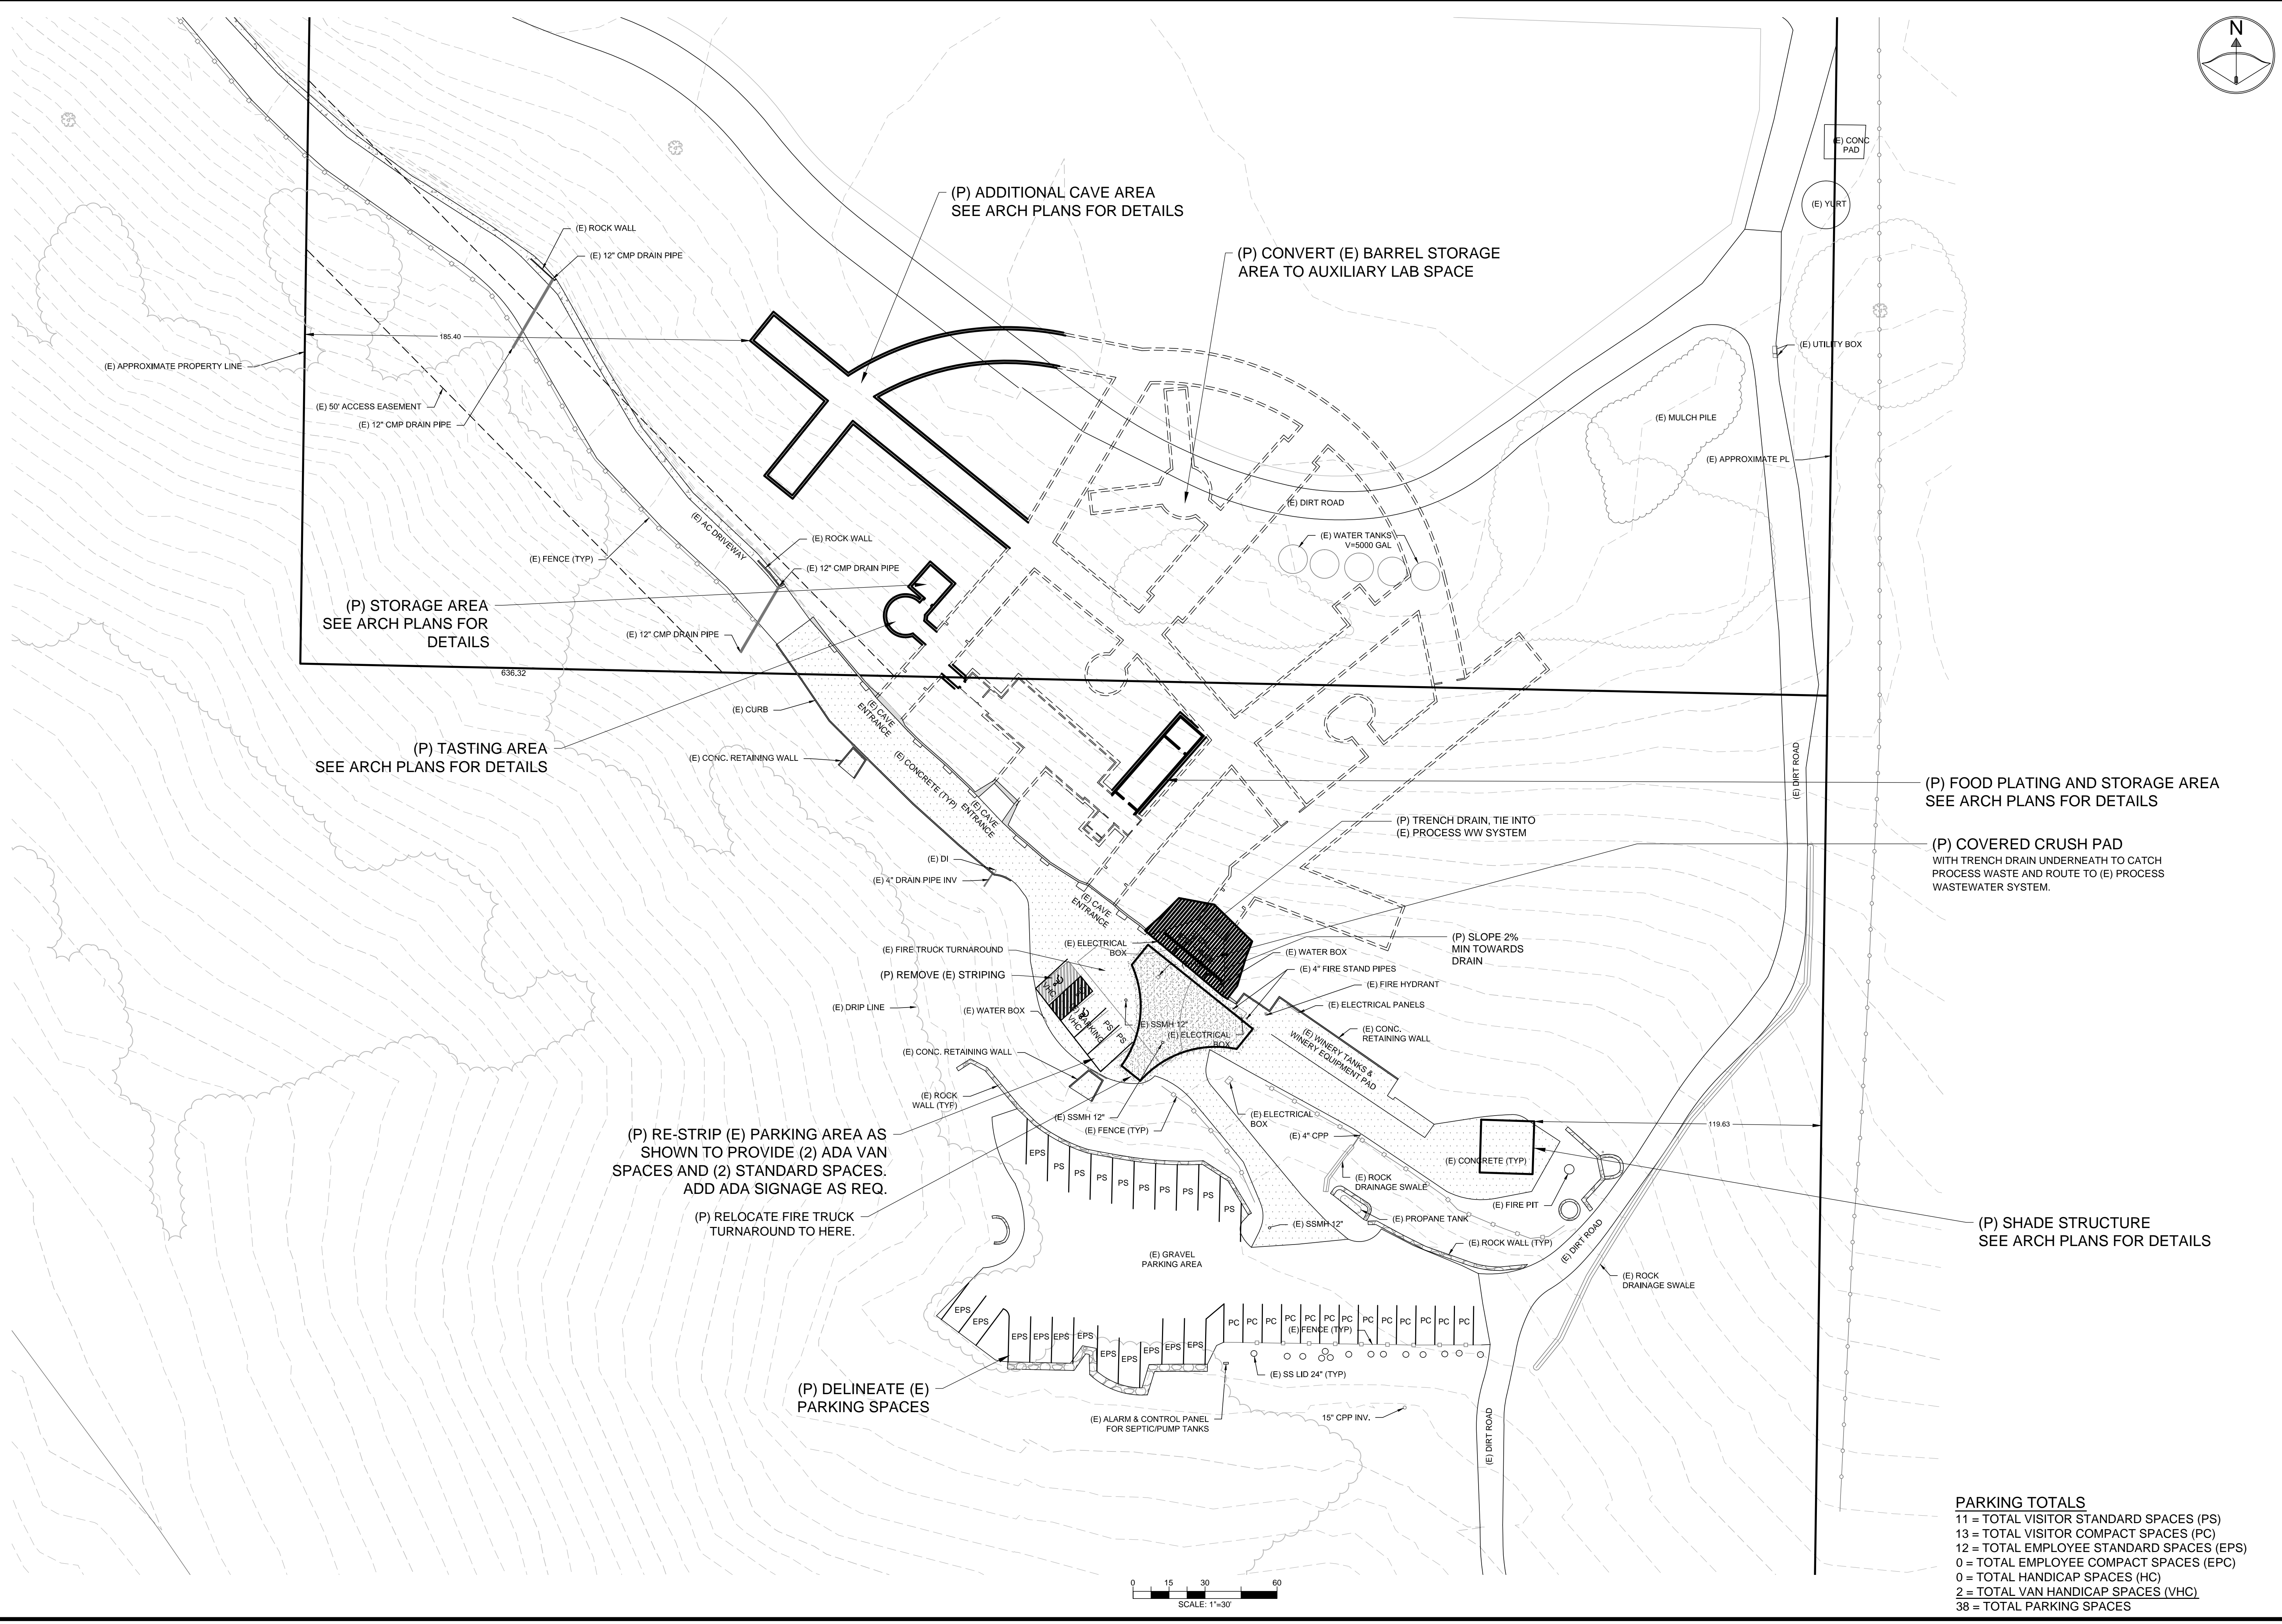 N
(E) CONC
PAD
(E) YURT
(P) ADDITIONAL CAVE AREA
SEE ARCH PLANS FOR DETAILS
(E) ROCK WALL
(E) 12" CMP DRAIN PIPE
(P) CONVERT (E) BARREL STORAGE
AREA TO AUXILIARY LAB SPACE
185.40
(E) APPROXIMATE PROPERTY LINE
(E) UTILITY BOX
(E) 50' ACCESS EASEMENT
(E) 12" CMP DRAIN PIPE
(E) MULCH PILE
(E) APPROXIMATE PL
(E) DIRT ROAD
(E) AC DRIVEWAY
(E) ROCK WALL
(E) WATER TANKS
V=5000 GAL
(E) FENCE (TYP)
(E) 12" CMP DRAIN PIPE
(P) STORAGE AREA
SEE ARCH PLANS FOR
DETAILS
(E) 12" CMP DRAIN PIPE
636.32
(E) CURB
(E) CAVE
ENTRANCE
(P) TASTING AREA
SEE ARCH PLANS FOR DETAILS
(E) CONC. RETAINING WALL
(E) CONCRETE (TYP)
(E) CAVE
ENTRANCE
(E) DIRT ROAD
(P) FOOD PLATING AND STORAGE AREA
SEE ARCH PLANS FOR DETAILS
(P) TRENCH DRAIN, TIE INTO
(E) PROCESS WW SYSTEM
(P) COVERED CRUSH PAD
WITH TRENCH DRAIN UNDERNEATH TO CATCH
PROCESS WASTE AND ROUTE TO (E) PROCESS
WASTEWATER SYSTEM.
(E) DI
(E) 4" DRAIN PIPE INV
(E) CAVE
ENTRANCE
(E) FIRE TRUCK TURNAROUND
(E) ELECTRICAL
BOX
(P) SLOPE 2%
MIN TOWARDS
DRAIN
(E) WATER BOX
(P) REMOVE (E) STRIPING
(E) 4" FIRE STAND PIPES
(E) FIRE HYDRANT
(E) DRIP LINE
(E) WATER BOX
VHC
VHC
(E) PARKING
PS
PS
(E) ELECTRICAL PANELS
(E) SSMH 12"
(E) ELECTRICAL
BOX
(E) CONC.
RETAINING WALL
(E) WINERY TANKS &
WINERY EQUIPMENT PAD
(E) CONC. RETAINING WALL
(E) ROCK
WALL (TYP)
(E) SSMH 12"
(E) FENCE (TYP)
(E) ELECTRICAL
BOX
(E) 4" CPP
119.63
(P) RE-STRIP (E) PARKING AREA AS
SHOWN TO PROVIDE (2) ADA VAN
SPACES AND (2) STANDARD SPACES.
ADD ADA SIGNAGE AS REQ.
EPS PS PS PS PS PS PS PS PS PS
(E) CONCRETE (TYP)
(E) ROCK
DRAINAGE SWALE
(E) FIRE PIT
(P) RELOCATE FIRE TRUCK
TURNAROUND TO HERE.
(E) PROPANE TANK
(E) SSMH 12"
(P) SHADE STRUCTURE
SEE ARCH PLANS FOR DETAILS
(E) ROCK WALL (TYP)
(E) DIRT ROAD
(E) GRAVEL
PARKING AREA
(E) ROCK
DRAINAGE SWALE
EPS EPS EPS EPS EPS EPS EPS EPS EPS EPS EPS
PC PC PC PC PC PC PC PC PC PC PC PC PC
(E) FENCE (TYP)
(E) SS LID 24" (TYP)
(P) DELINEATE (E)
PARKING SPACES
(E) ALARM & CONTROL PANEL
FOR SEPTIC/PUMP TANKS
15" CPP INV.
(E) DIRT ROAD
PARKING TOTALS
11 = TOTAL VISITOR STANDARD SPACES (PS)
13 = TOTAL VISITOR COMPACT SPACES (PC)
12 = TOTAL EMPLOYEE STANDARD SPACES (EPS)
0 = TOTAL EMPLOYEE COMPACT SPACES (EPC)
0 = TOTAL HANDICAP SPACES (HC)
2 = TOTAL VAN HANDICAP SPACES (VHC)
38 = TOTAL PARKING SPACES
0 15 30 60
SCALE: 1"=30'